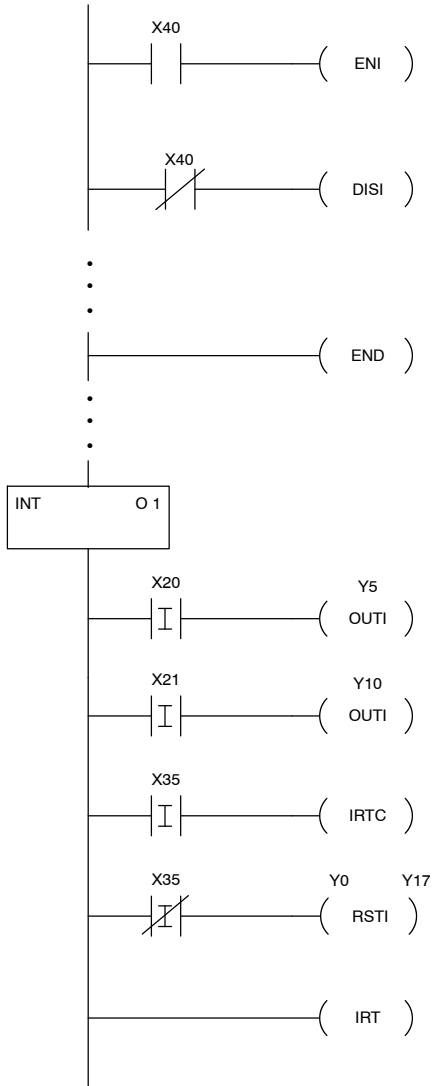 X40
ENI
X40
DISI
END
INT O 1
X20 Y5
OUTI
X21 Y10
OUTI
X35
IRTC
X35 Y0 Y17
RSTI
IRT